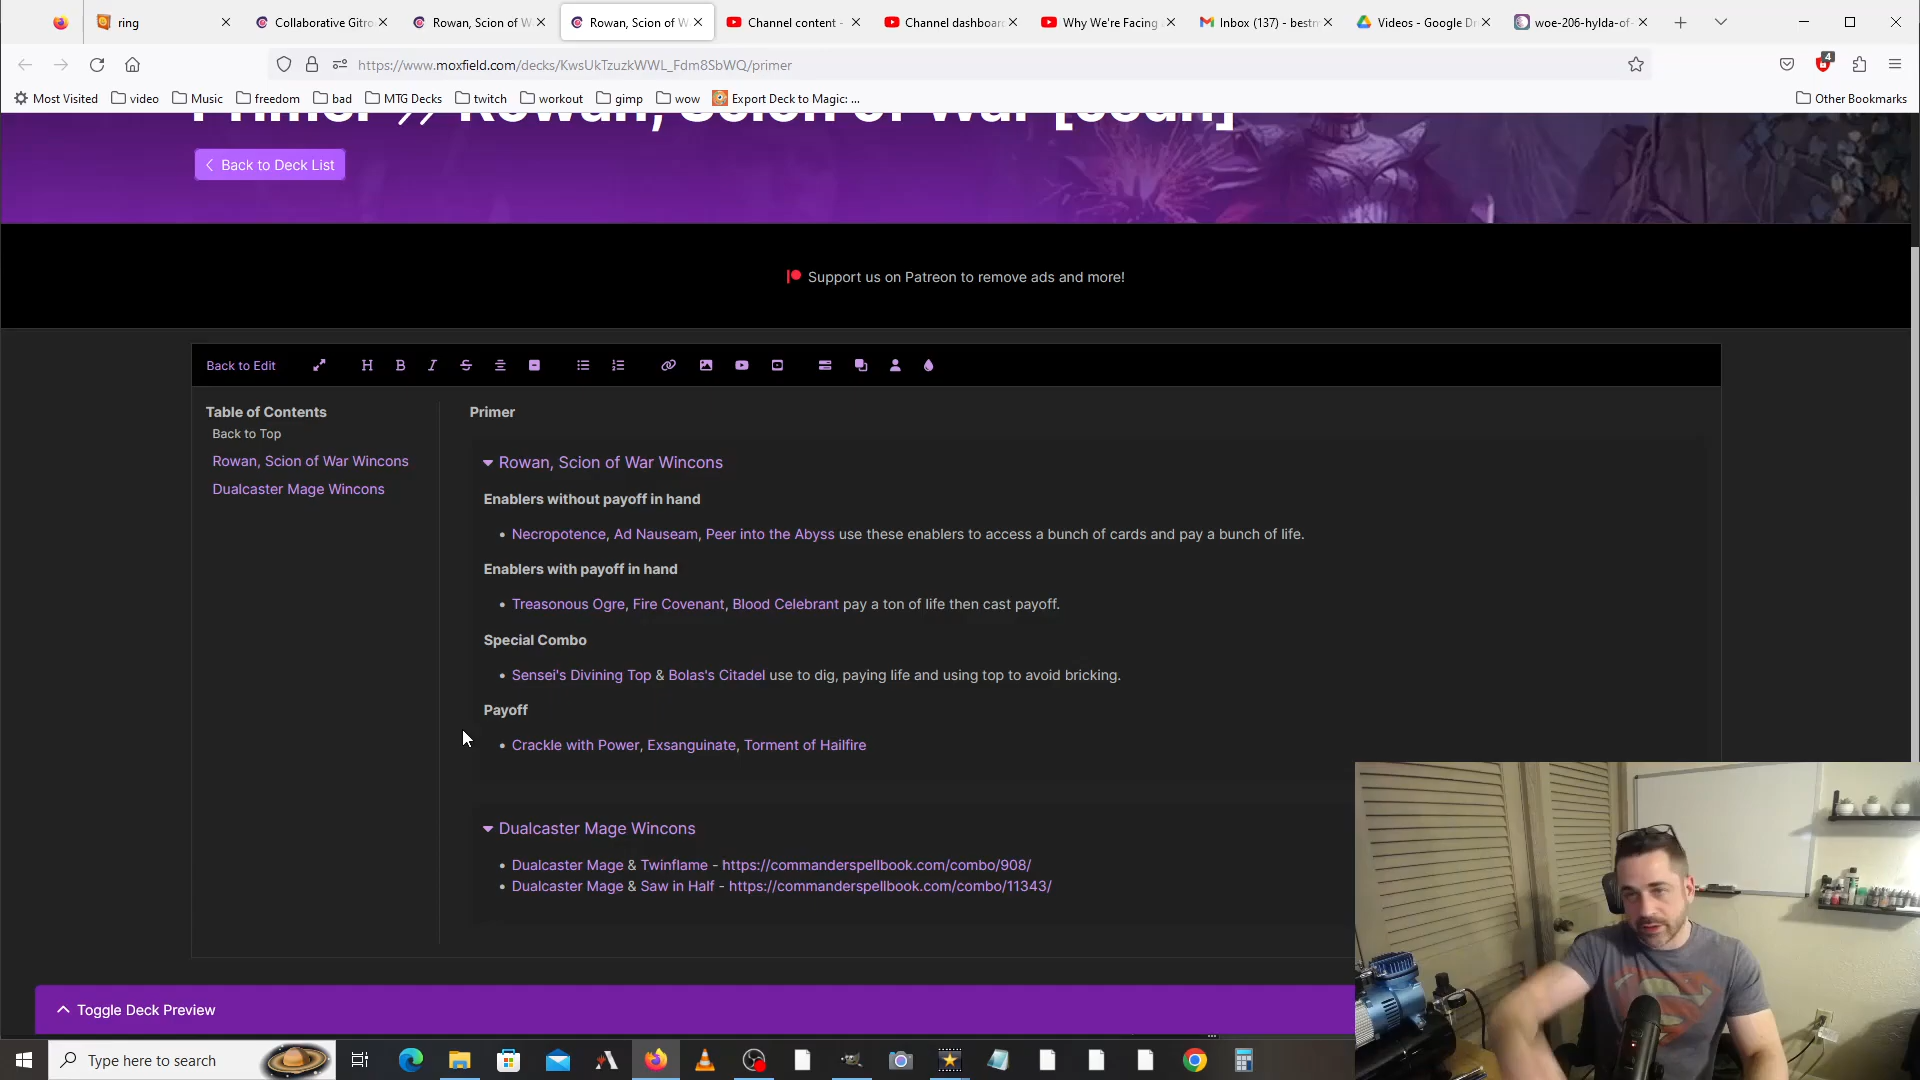 ring
Collaborative Gitro
Rowan, Scion of W
Rowan, Scion of W
Channel content -
Channel dashboard
Why We're Facing
Inbox (137) - bestm
Videos - Google Dr
woe-206-hylda-of-
https://www.moxfield.com/decks/KwsUkTzuzkWWL_Fdm8SbWQ/primer
4
Most Visited
video
Music
freedom
bad
MTG Decks
twitch
workout
gimp
wow
Export Deck to Magic: ...
Other Bookmarks
Primer // Rowan, Scion of War [cedh]
Back to Deck List
Support us on Patreon to remove ads and more!
Back to Edit
H B I S
Table of Contents
Back to Top
Rowan, Scion of War Wincons
Dualcaster Mage Wincons
Primer
Rowan, Scion of War Wincons
Enablers without payoff in hand
• Necropotence, Ad Nauseam, Peer into the Abyss use these enablers to access a bunch of cards and pay a bunch of life.
Enablers with payoff in hand
• Treasonous Ogre, Fire Covenant, Blood Celebrant pay a ton of life then cast payoff.
Special Combo
• Sensei's Divining Top & Bolas's Citadel use to dig, paying life and using top to avoid bricking.
Payoff
• Crackle with Power, Exsanguinate, Torment of Hailfire
Dualcaster Mage Wincons
• Dualcaster Mage & Twinflame - https://commanderspellbook.com/combo/908/
• Dualcaster Mage & Saw in Half - https://commanderspellbook.com/combo/11343/
Toggle Deck Preview
Type here to search